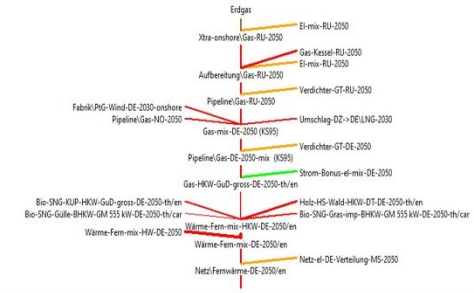 Erdgas
El-mix-RU-2050
Xtra-onshore\Gas-RU-2050
Gas-Kessel-RU-2050
El-mix-RU-2050
Aufbereitung\Gas-RU-2050
Verdichter-GT-RU-2050
Pipeline\Gas-RU-2050
Fabrik\PtG-Wind-DE-2030-onshore
Pipeline\Gas-NO-2050
Umschlag-DZ->DE\LNG-2030
Gas-mix-DE-2050 (KS95)
Verdichter-GT-DE-2050
Pipeline\Gas-DE-2050-mix (KS95)
Strom-Bonus-el-mix-DE-2050
Gas-HKW-GuD-gross-DE-2050-th/en
Bio-SNG-KUP-HKW-GuD-gross-DE-2050-th/en
Holz-HS-Wald-HKW-DT-DE-2050-th/en
Bio-SNG-Gülle-BHKW-GM 555 kW-DE-2050-th/car
Bio-SNG-Gras-imp-BHKW-GM 555 kW-DE-2050-th/car
Wärme-Fern-mix-HKW-DE-2050/en
Wärme-Fern-mix-HW-DE-2050
Wärme-Fern-mix-DE-2050/en
Netz-el-DE-Verteilung-MS-2050
Netz\Fernwärme-DE-2050/en